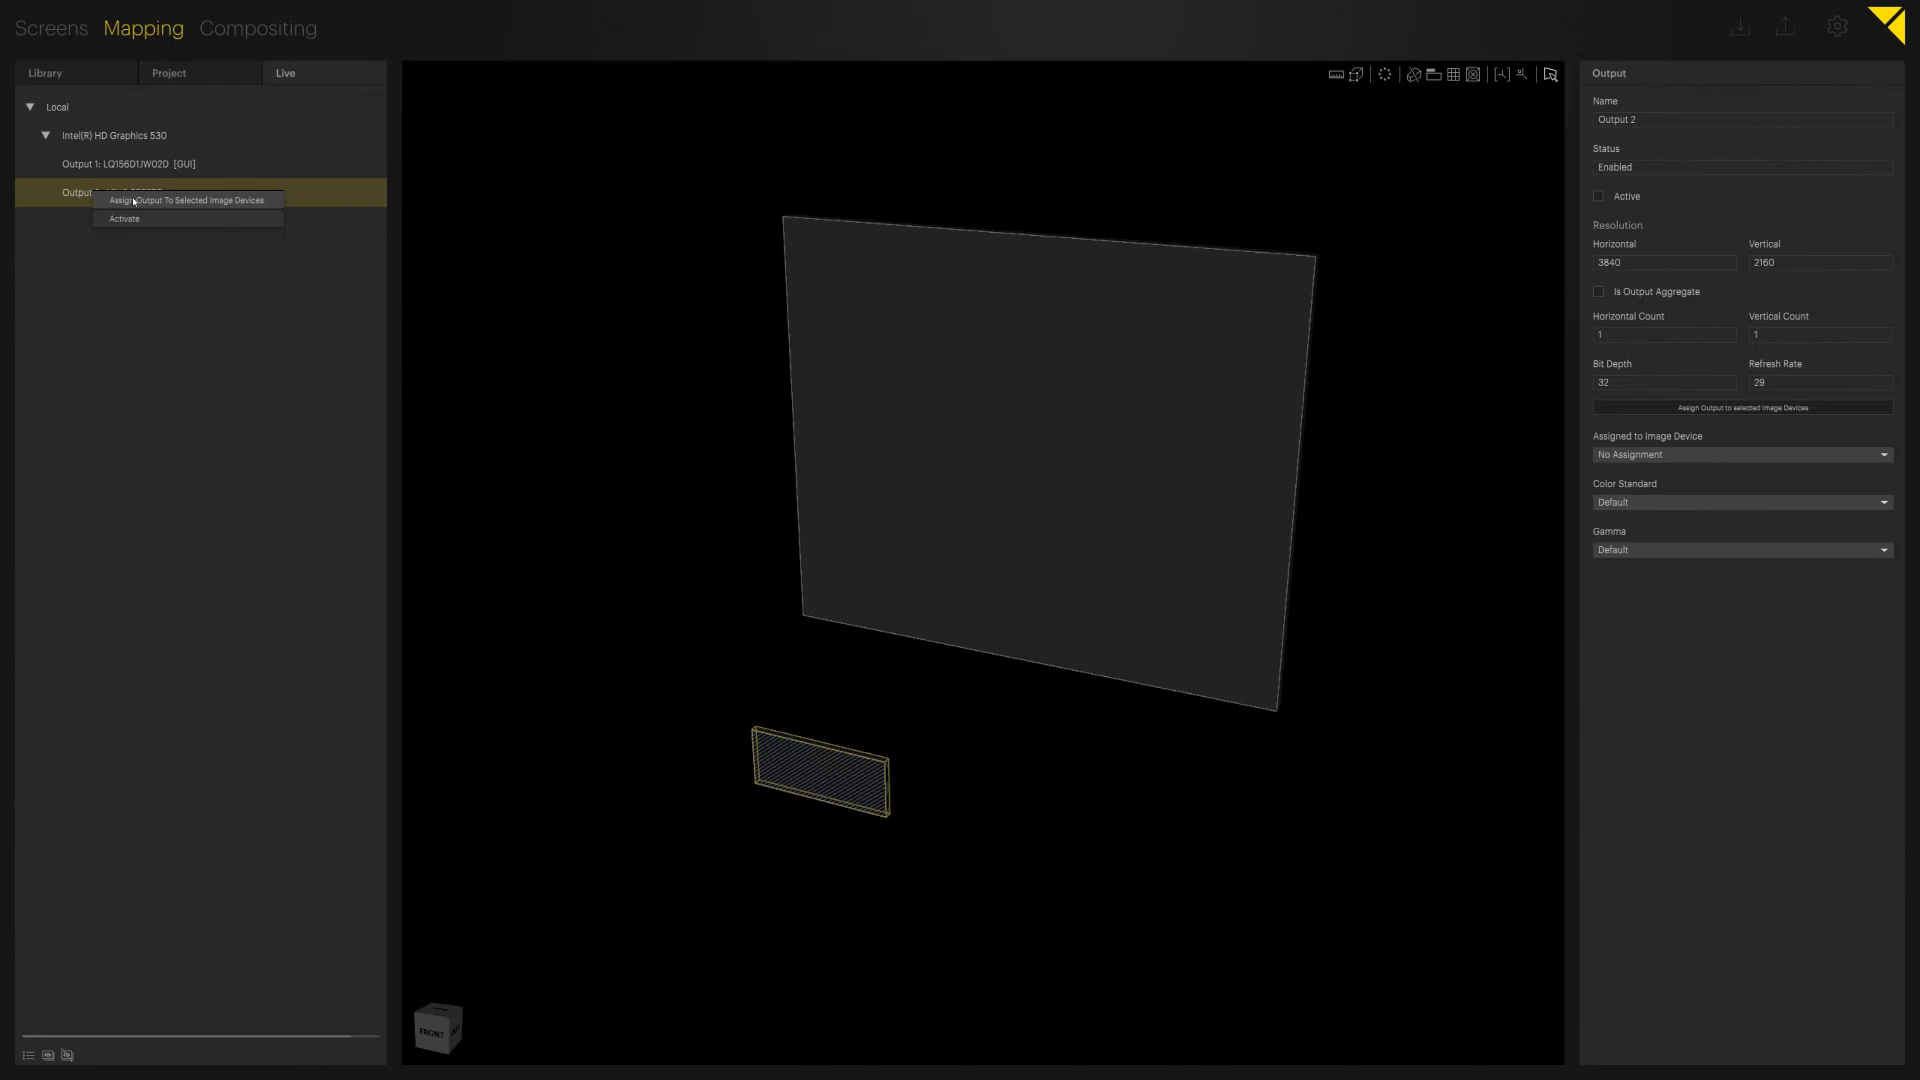 Screens Mapping Compositing
Library Project Live
Local
Intel(R) HD Graphics 530
Output 1: LQ156D1JW02D [GUI]
Output
Assign Output To Selected Image Devices
Activate
FRONT
Output
Name
Output 2
Status
Enabled
Active
Resolution
Horizontal Vertical
3840 2160
Is Output Aggregate
Horizontal Count Vertical Count
1 1
Bit Depth Refresh Rate
32 29
Assign Output to selected Image Devices
Assigned to Image Device
No Assignment
Color Standard
Default
Gamma
Default